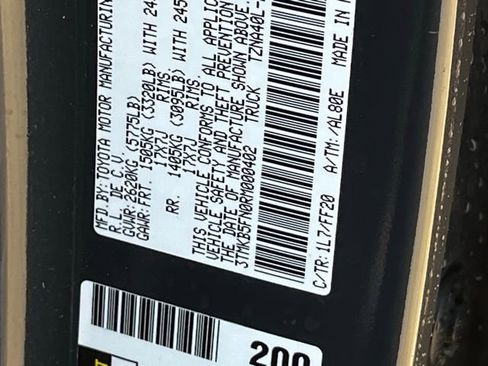 MFD.BY: TOYOTA MOTOR MANUFACTURIN
R.L. DE C.V.
GVWR: 2620KG (5775LB)
GAWR: FRT. 1505KG (3320LB) WITH 24
17X7J RIMS.
RR. 1405KG (3095LB) WITH 245
17X7J RIMS.
THIS VEHICLE CONFORMS TO ALL APPLIC
VEHICLE SAFETY AND THEFT PREVENTION
THE DATE OF MANUFACTURE SHOWN ABOVE.
3TMKB5FN0RM000402 TRUCK TZNA40L-
C/TR: 1L7/FF20 A/TM: /AL80E MADE IN
200